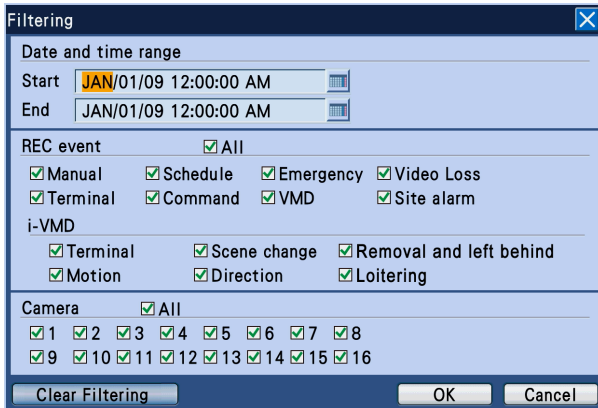 Filtering
Date and time range
Start JAN/01/09 12:00:00 AM
End JAN/01/09 12:00:00 AM
REC event All
Manual Schedule Emergency Video Loss
Terminal Command VMD Site alarm
i-VMD
Terminal Scene change Removal and left behind
Motion Direction Loitering
Camera All
1 2 3 4 5 6 7 8
9 10 11 12 13 14 15 16
Clear Filtering OK Cancel